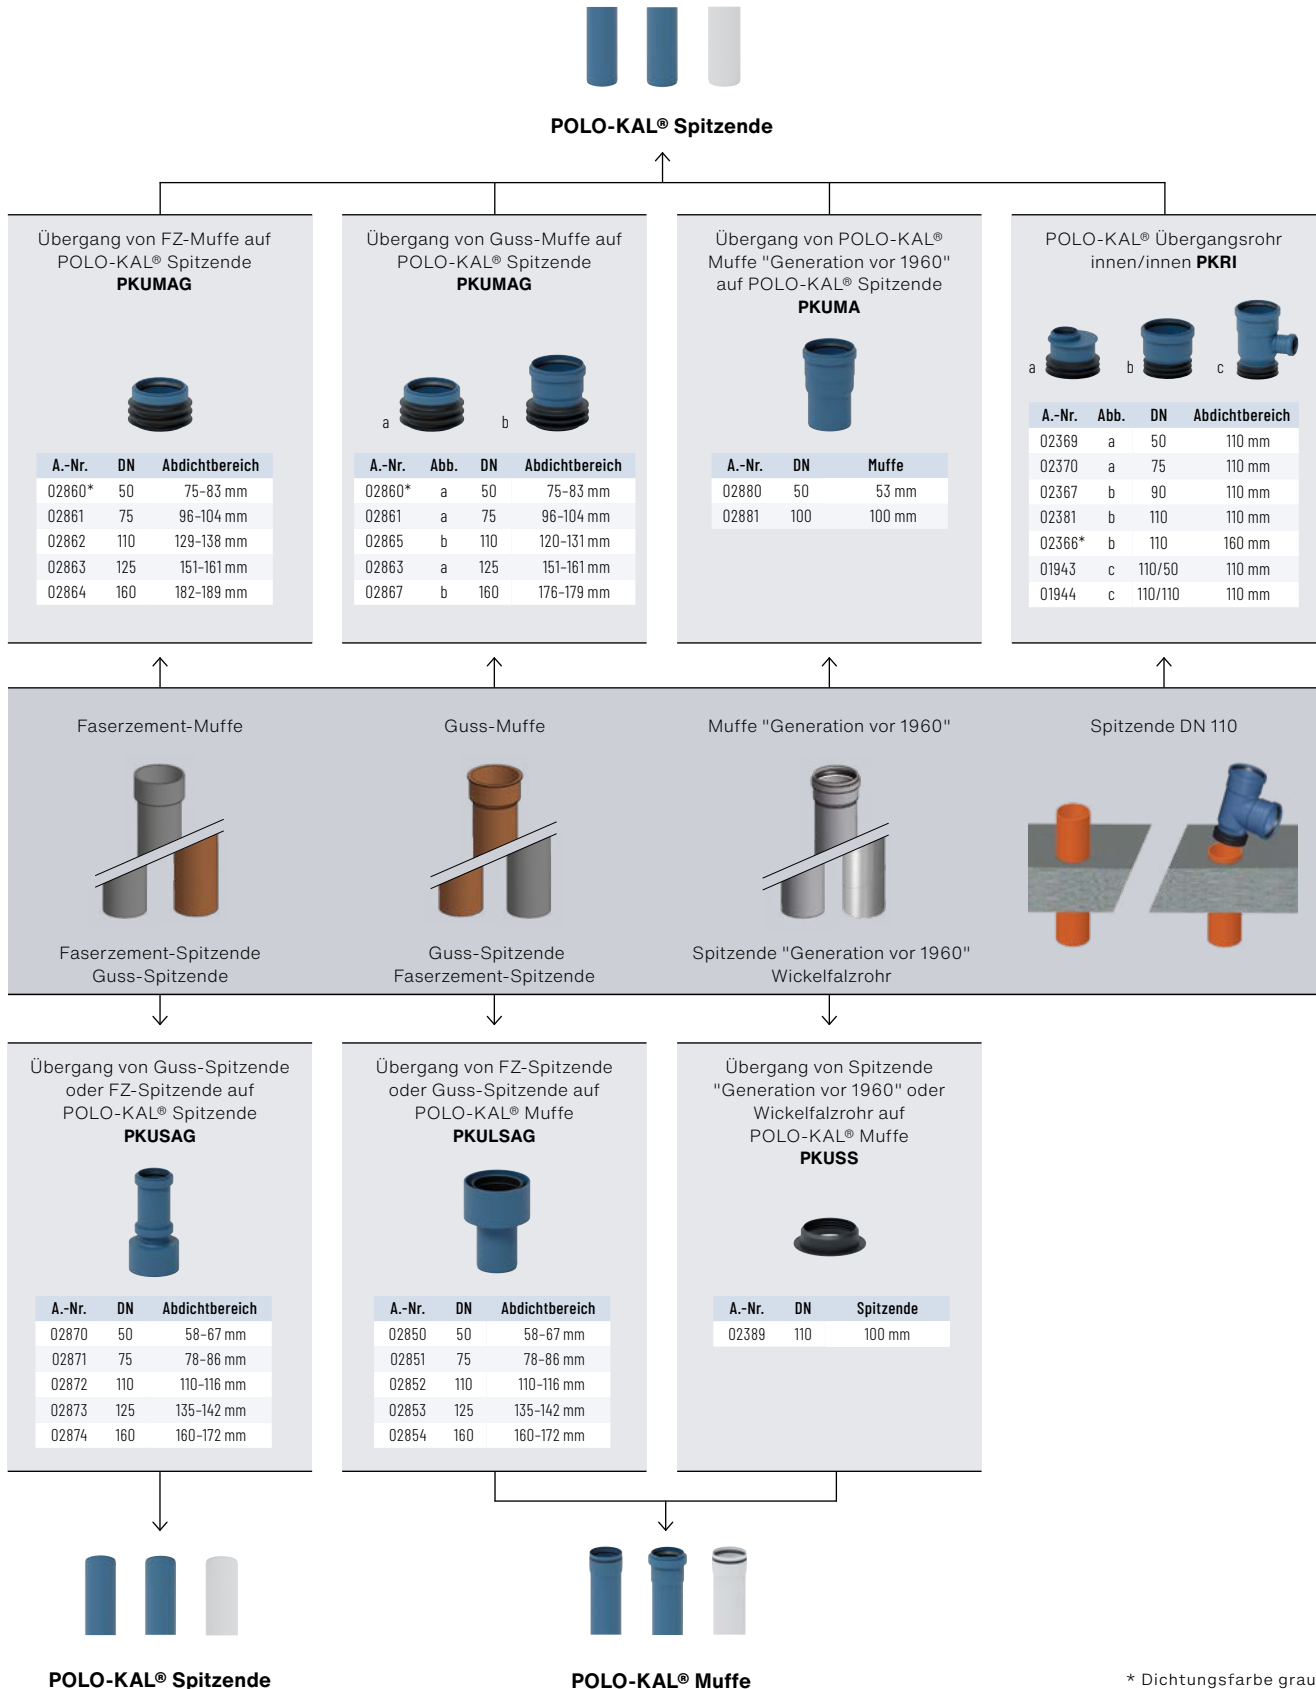 POLO-KAL® Spitzende
Übergang von FZ-Muffe auf
POLO-KAL® Spitzende
PKUMAG
A.-Nr. DN Abdichtbereich
02860* 50 75–83 mm
02861 75 96–104 mm
02862 110 129–138 mm
02863 125 151–161 mm
02864 160 182–189 mm
Übergang von Guss-Muffe auf
POLO-KAL® Spitzende
PKUMAG
a
b
A.-Nr. Abb. DN Abdichtbereich
02860* a 50 75–83 mm
02861 a 75 96–104 mm
02865 b 110 120–131 mm
02863 a 125 151–161 mm
02867 b 160 176–179 mm
Übergang von POLO-KAL®
Muffe "Generation vor 1960"
auf POLO-KAL® Spitzende
PKUMA
A.-Nr. DN Muffe
02880 50 53 mm
02881 100 100 mm
POLO-KAL® Übergangsrohr
innen/innen PKRI
a
b
c
A.-Nr. Abb. DN Abdichtbereich
02369 a 50 110 mm
02370 a 75 110 mm
02367 b 90 110 mm
02381 b 110 110 mm
02366* b 110 160 mm
01943 c 110/50 110 mm
01944 c 110/110 110 mm
Faserzement-Muffe
Faserzement-Spitzende
Guss-Spitzende
Guss-Muffe
Guss-Spitzende
Faserzement-Spitzende
Muffe "Generation vor 1960"
Spitzende "Generation vor 1960"
Wickelfalzrohr
Spitzende DN 110
Übergang von Guss-Spitzende
oder FZ-Spitzende auf
POLO-KAL® Spitzende
PKUSAG
A.-Nr. DN Abdichtbereich
02870 50 58–67 mm
02871 75 78–86 mm
02872 110 110–116 mm
02873 125 135–142 mm
02874 160 160–172 mm
Übergang von FZ-Spitzende
oder Guss-Spitzende auf
POLO-KAL® Muffe
PKULSAG
A.-Nr. DN Abdichtbereich
02850 50 58–67 mm
02851 75 78–86 mm
02852 110 110–116 mm
02853 125 135–142 mm
02854 160 160–172 mm
Übergang von Spitzende
"Generation vor 1960" oder
Wickelfalzrohr auf
POLO-KAL® Muffe
PKUSS
A.-Nr. DN Spitzende
02389 110 100 mm
POLO-KAL® Spitzende
POLO-KAL® Muffe
* Dichtungsfarbe grau